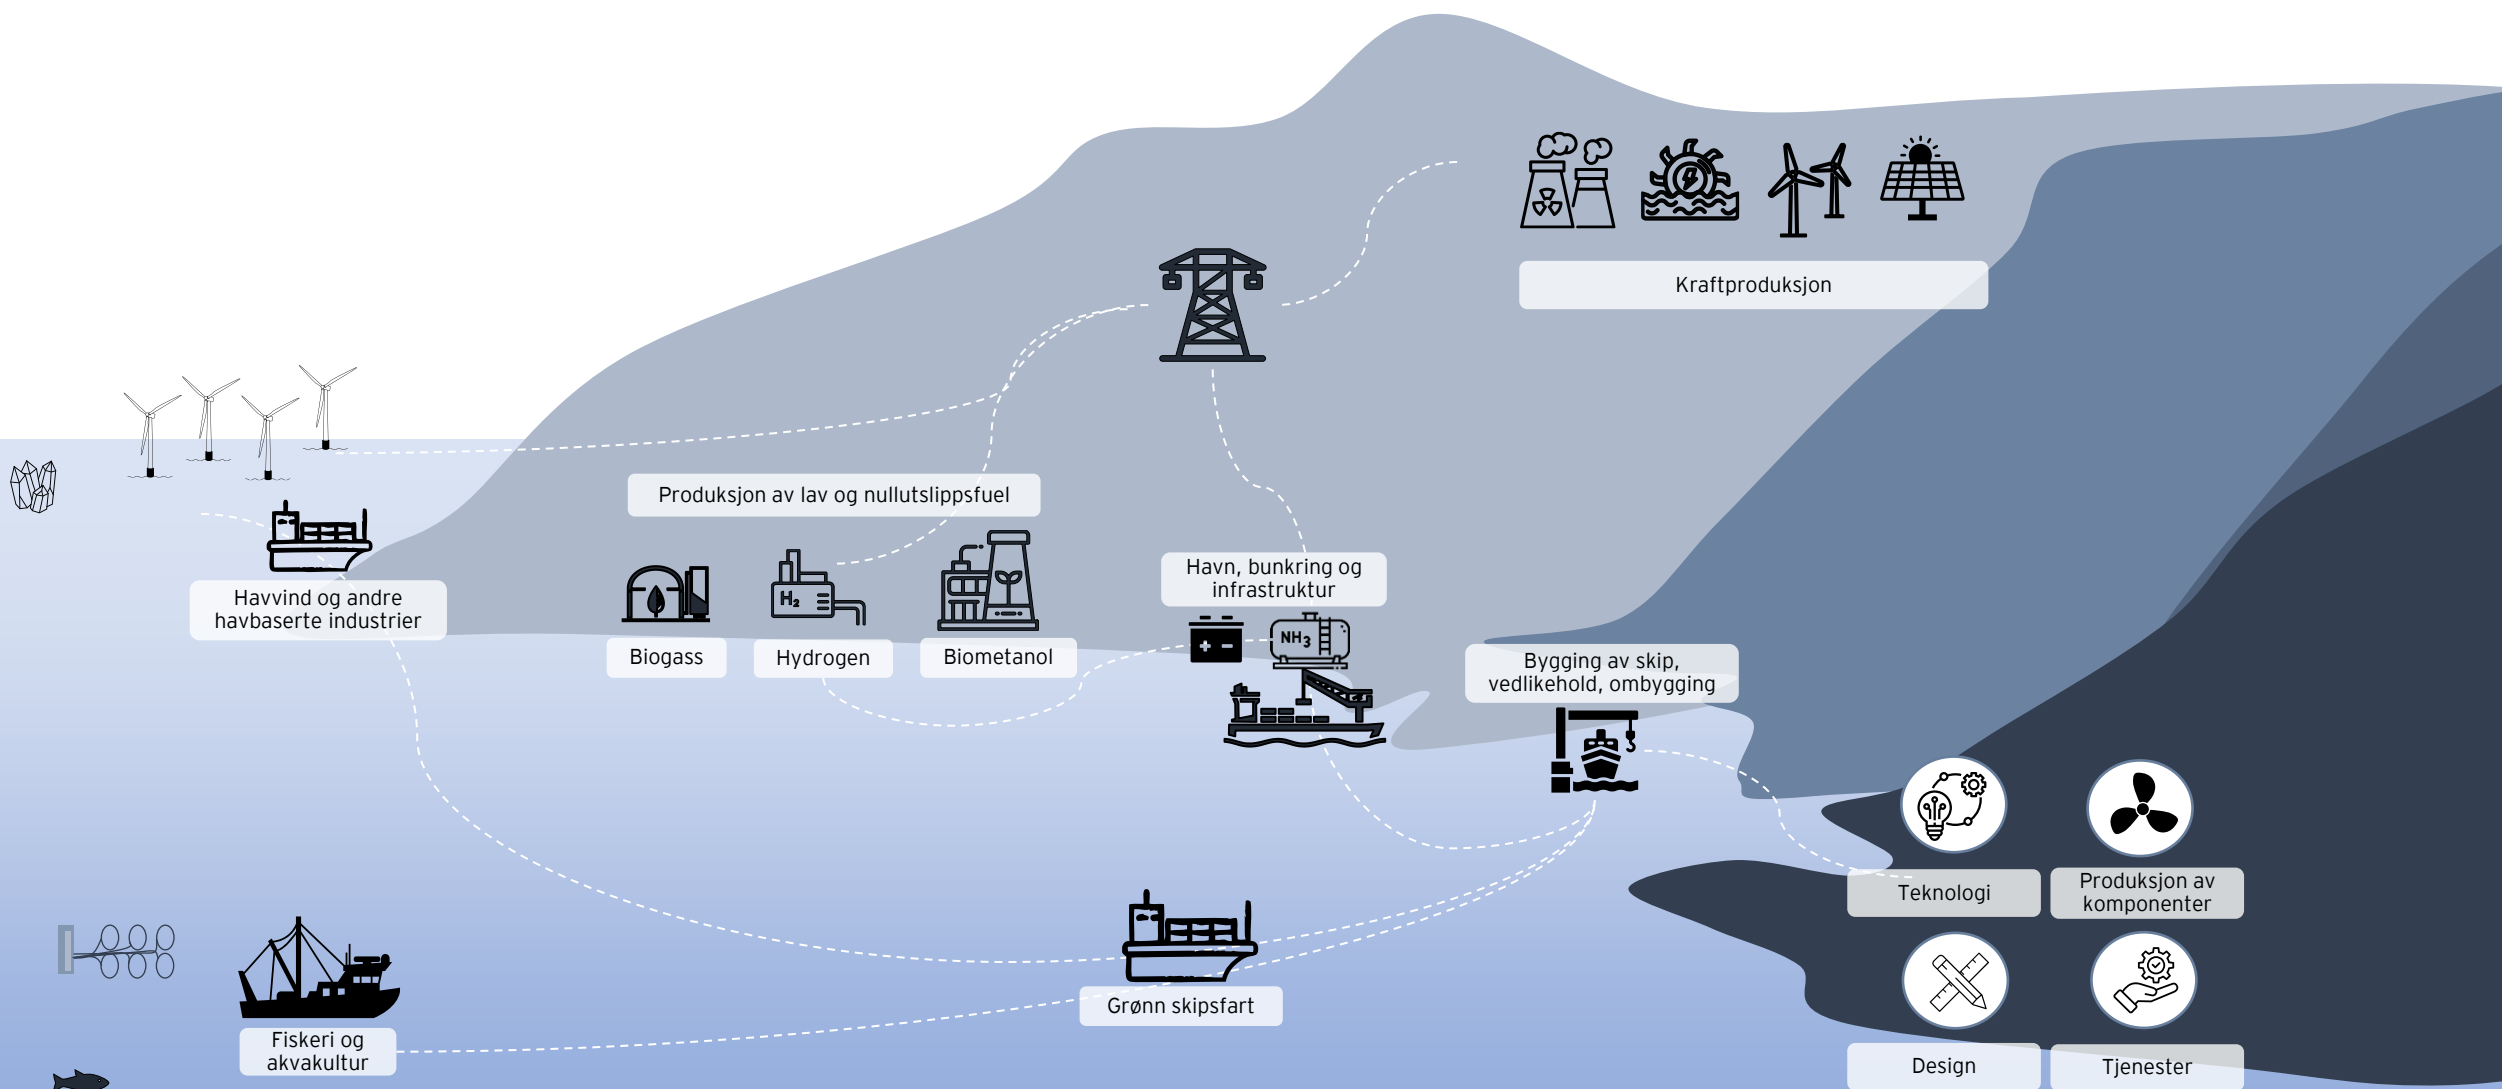 Kraftproduksjon
Produksjon av lav og nullutslippsfuel
Havn, bunkring og
infrastruktur
Havvind og andre
havbaserte industrier
H2
NH3
Biogass
Hydrogen
Biometanol
Bygging av skip,
vedlikehold, ombygging
Teknologi
Produksjon av
komponenter
Grønn skipsfart
Fiskeri og
akvakultur
Design
Tjenester